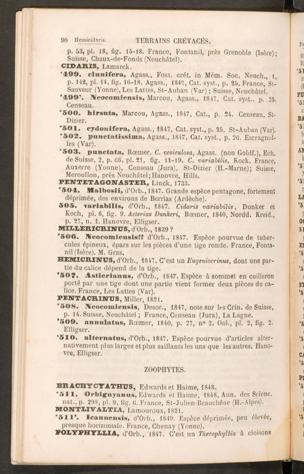 90 Hemicidaris. TERRAINS CRÉTACÉS.
p. 53, pl. 18, fig. 15-18. France, Fontanil, près Grenoble (Isère);
Suisse, Chaux-de-Fonds (Neuchâtel).
CIDARIS, Lamarck.
*499. clunifera, Agass., Foss. crét. in Mém. Soc. Neuch., 1,
p. 142, pl. 14, fig. 16-18. Agass., 1847, Cat. syst., p. 25. France, St-
Sauveur (Yonne), Les Lattes, St-Auban (Var); Suisse, Neuchâtel.
*499'. Neocomiensis, Marcou, Agass., 1847, Cat. syst., p. 25.
Censeau.
*500. hirsuta, Marcou, Agass., 1847, Cat., p. 24. Censeau, St-
Dizier.
*501. cydonifera, Agass., 1847, Cat. syst., p. 25. St-Auban (Var).
*502. punctatissima, Agass., 1847, Cat. syst., p. 26. Escragnol-
les (Var).
*503. punctata, Rœmer. C. vesiculosa, Agass. (non Goldf.), Ech.
de Suisse, 2, p. 66, pl. 21, fig. 11-19. C. variabilis, Kock. France,
Auxerre (Yonne), Censeau (Jura), St-Dizier (H.-Marne); Suisse,
près Neuchâtel; Hanovre, Hills.
PENTETAGONASTER, Linck, 1733.
*504. Malbosii, d'Orb., 1847. Grande espèce pentagone, fortement
déprimée, des environs de Berrias (Ardèche).
505. variabilis, d'Orb., 1847. Cidaris variabilis, Dunker et
Koch, pl. 6, fig. 9. Asterias Dunkeri, Rœmer, 1840, Nordd. Kreid.,
p. 27, n. 1. Hanovre, Elligser.
MILLERICRINUS, d'Orb., 1839?
*506. Neocomiensis? d'Orb., 1847. Espèce pourvue de tuber-
cules épineux, épars sur les pièces d'une tige ronde. France, Fonta-
nil (Isère). M. Gras.
HEMICRINUS, d'Orb., 1847. C'est un Eugeniacrinus, dont une par-
tie du calice dépend de la tige.
*507. Astierianus, d'Orb., 1847. Espèce à sommet en cuilleron
porté par une tige dont une partie vient former deux pièces du ca-
lice. France, Les Lattes (Var).
PENTACRINUS, Miller, 1821.
*508. Neocomiensis, Desor., 1847, note sur les Crin. de Suisse,
p. 14. Suisse, Neuchâtel; France, Censeau (Jura), La Lagne.
*509. annulatus, Rœmer, 1840, p. 27, n° 2. Ool., pl. 2, fig. 2.
Elligser.
*510. alternatus, d'Orb., 1847. Espèce pourvue d'articles alter-
nativement plus larges et plus saillants les uns que les autres. Hano-
vre, Elligser.
ZOOPHYTES.
BRACHYCYATHUS, Edwards et Haime, 1848.
*511. Orbignyanus, Edwards et Haime, 1848, Ann. des Scienc.
nat., p. 298, pl. 9, fig. 6. France, St-Julien-Beauchêne (H.-Alpes).
MONTLIVALTIA, Lamouroux, 1821.
*511'. Icaunensis, d'Orb., 1849. Espèce déprimée, peu élevée,
presque horizontale. France, Chenay (Yonne).
POLYPHYLLIA, d'Orb., 1847. C'est un Thecophyllia à cloisons